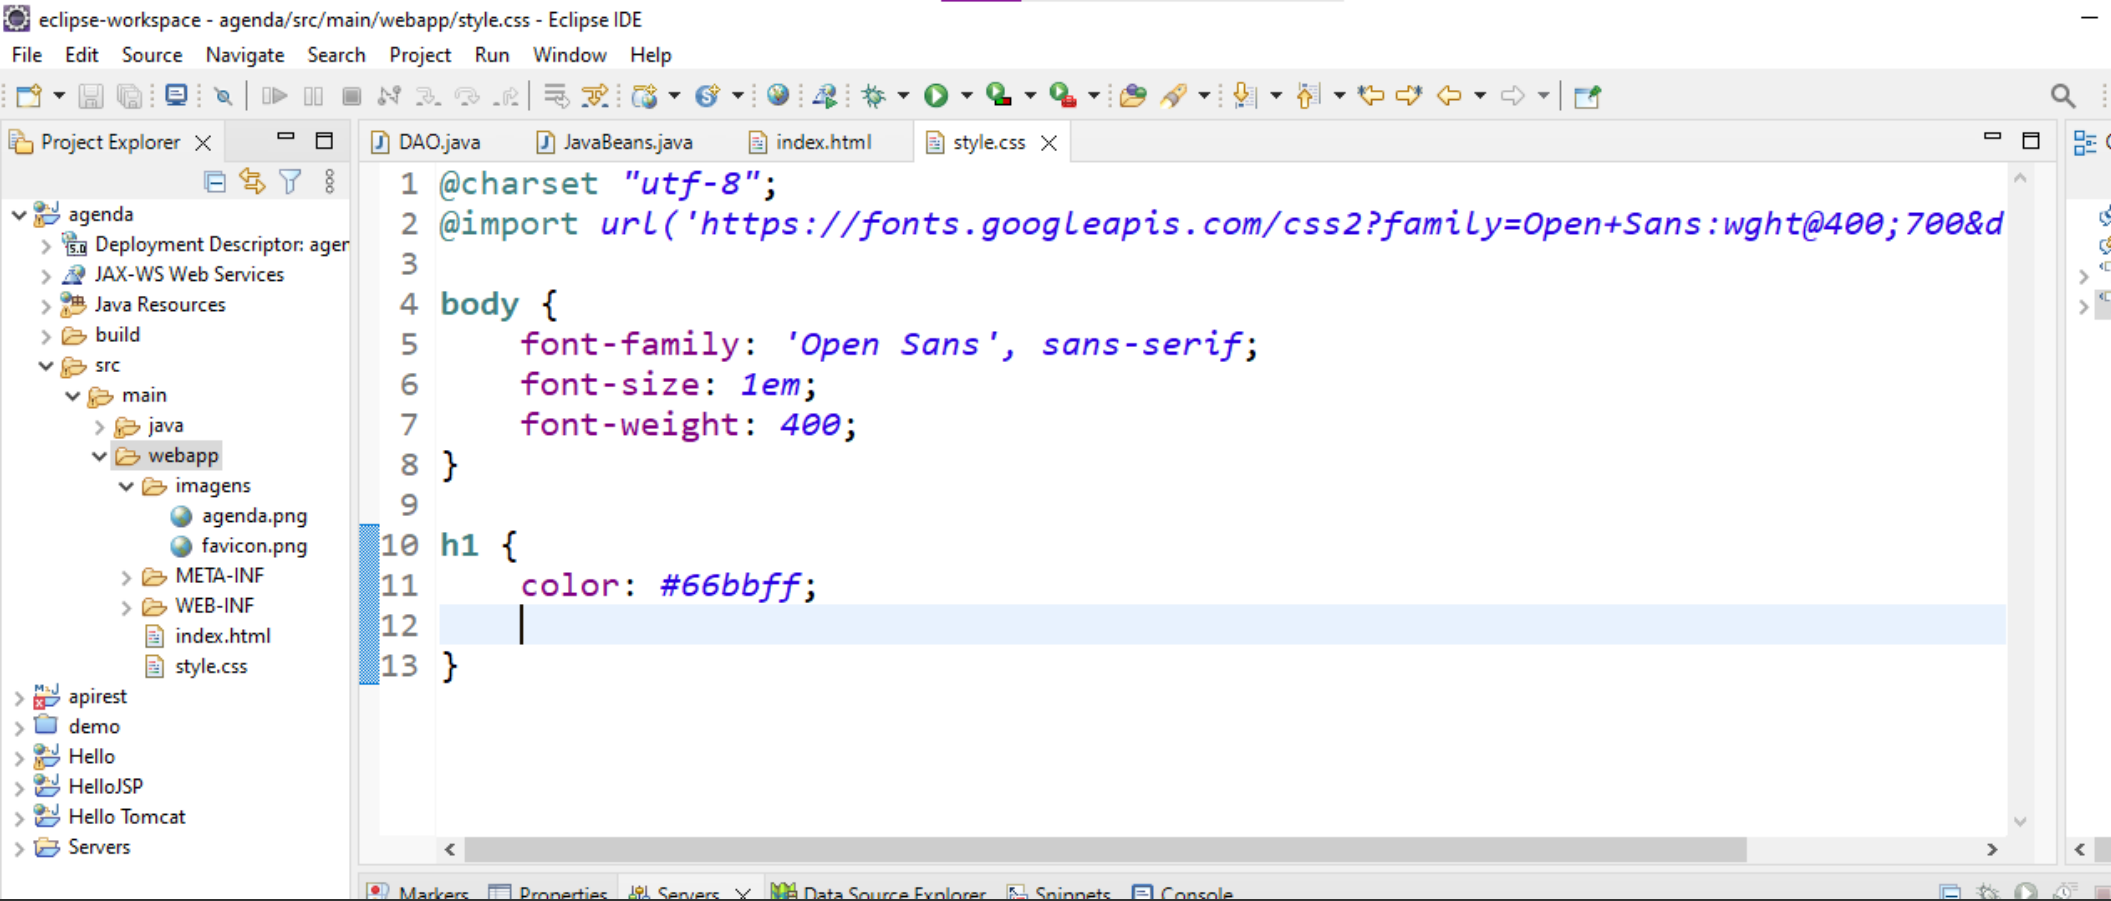 eclipse-workspace - agenda/src/main/webapp/style.css - Eclipse IDE
File Edit Source Navigate Search Project Run Window Help
Project Explorer
agenda
Deployment Descriptor: agen
JAX-WS Web Services
Java Resources
build
src
main
java
webapp
imagens
agenda.png
favicon.png
META-INF
WEB-INF
index.html
style.css
apirest
demo
Hello
HelloJSP
Hello Tomcat
Servers
DAO.java JavaBeans.java index.html style.css
1 @charset "utf-8";
2 @import url('https://fonts.googleapis.com/css2?family=Open+Sans:wght@400;700&d
3
4 body {
5 font-family: 'Open Sans', sans-serif;
6 font-size: 1em;
7 font-weight: 400;
8 }
9
10 h1 {
11 color: #66bbff;
12
13 }
Markers Properties Servers Data Source Explorer Snippets Console